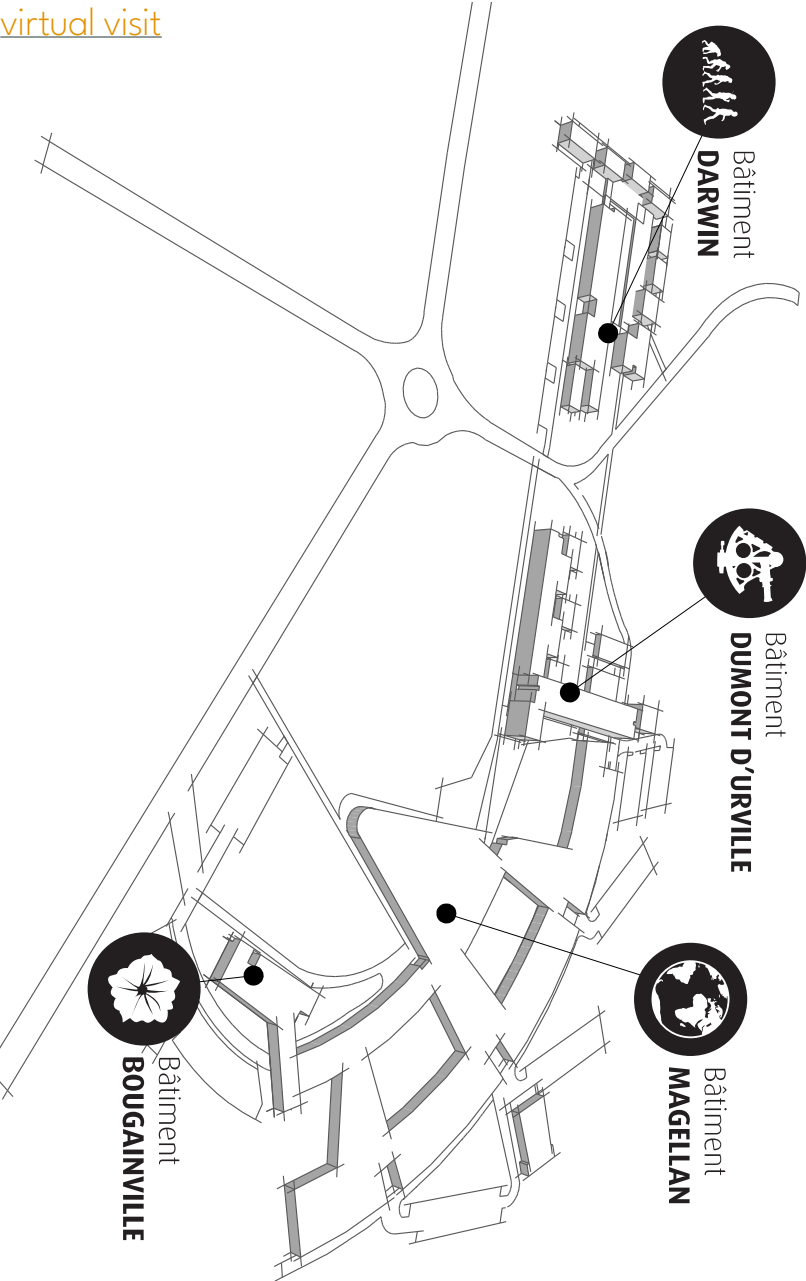 virtual visit
Bâtiment
DARWIN
Bâtiment
DUMONT D'URVILLE
Bâtiment
MAGELLAN
Bâtiment
BOUGAINVILLE